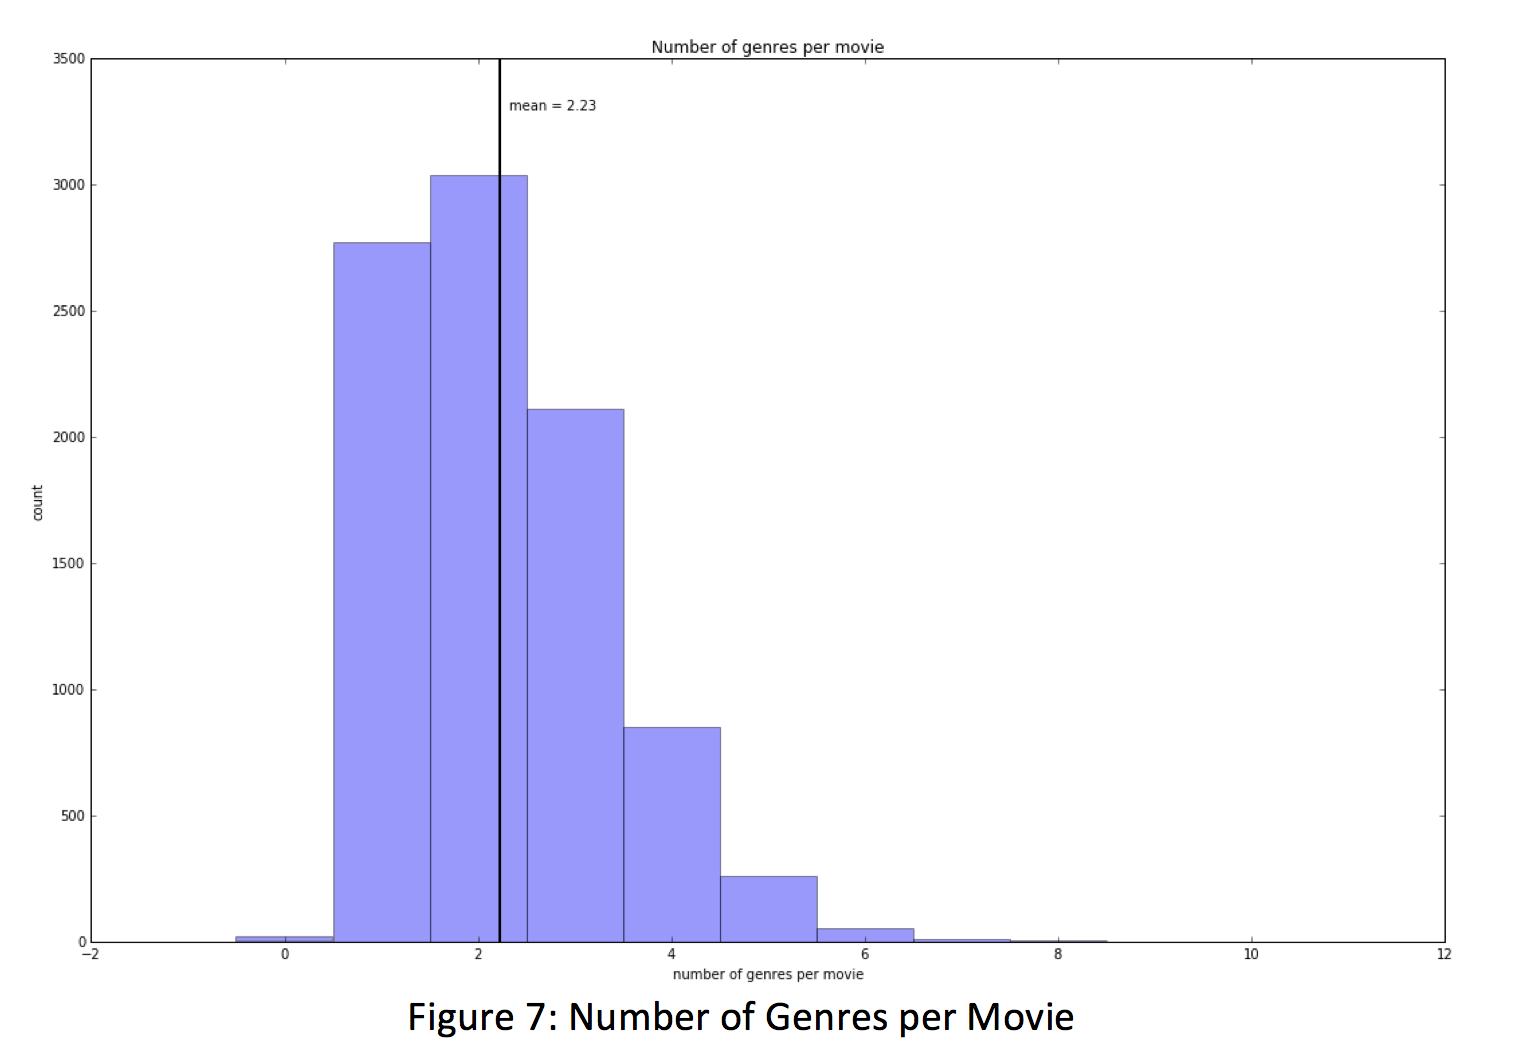 Number of genres per movie
3500
mean = 2.23
3000
2500
2000
count
1500
1000
500
0
−2 0 2 4 6 8 10 12
number of genres per movie
Figure 7: Number of Genres per Movie